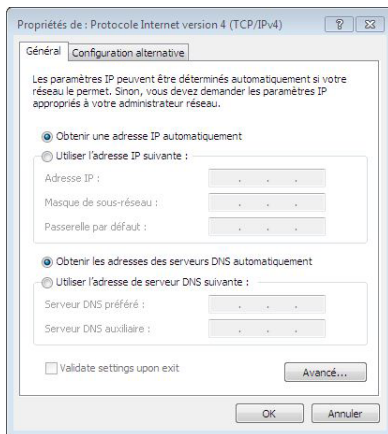 Propriétés de : Protocole Internet version 4 (TCP/IPv4)
Général
Configuration alternative
Les paramètres IP peuvent être déterminés automatiquement si votre
réseau le permet. Sinon, vous devez demander les paramètres IP
appropriés à votre administrateur réseau.
Obtenir une adresse IP automatiquement
Utiliser l'adresse IP suivante :
Adresse IP :
Masque de sous-réseau :
Passerelle par défaut :
Obtenir les adresses des serveurs DNS automatiquement
Utiliser l'adresse de serveur DNS suivante :
Serveur DNS préféré :
Serveur DNS auxiliaire :
Validate settings upon exit
Avancé...
OK
Annuler